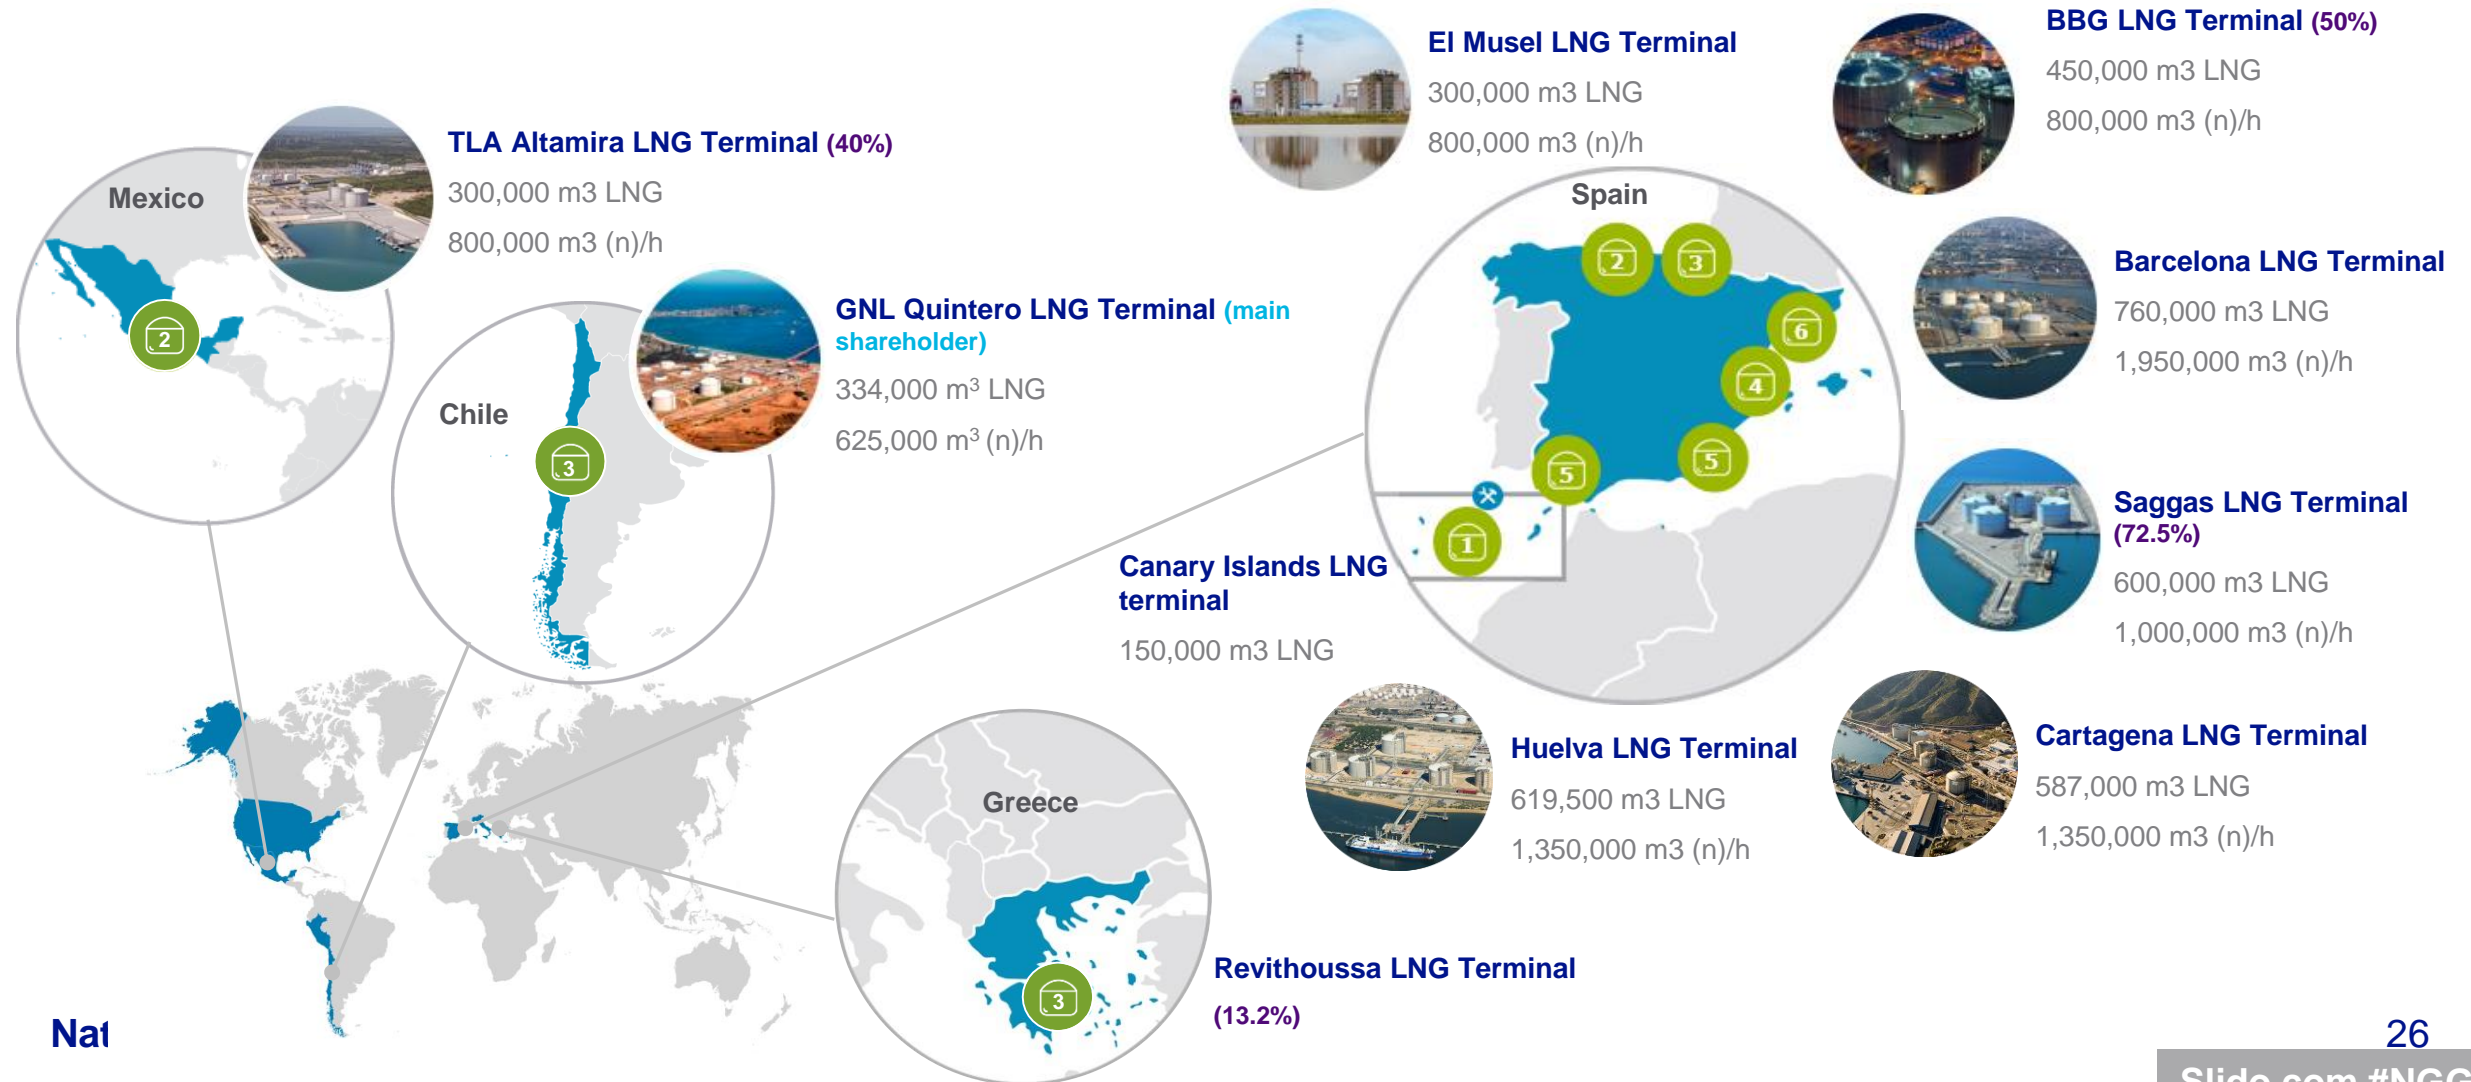 El Musel LNG Terminal
300,000 m3 LNG
800,000 m3 (n)/h
BBG LNG Terminal (50%)
450,000 m3 LNG
800,000 m3 (n)/h
TLA Altamira LNG Terminal (40%)
300,000 m3 LNG
800,000 m3 (n)/h
Mexico
2
GNL Quintero LNG Terminal (main
shareholder)
334,000 m³ LNG
625,000 m³ (n)/h
Chile
3
Spain
2
3
6
4
5
5
1
Barcelona LNG Terminal
760,000 m3 LNG
1,950,000 m3 (n)/h
Saggas LNG Terminal
(72.5%)
600,000 m3 LNG
1,000,000 m3 (n)/h
Canary Islands LNG
terminal
150,000 m3 LNG
Huelva LNG Terminal
619,500 m3 LNG
1,350,000 m3 (n)/h
Cartagena LNG Terminal
587,000 m3 LNG
1,350,000 m3 (n)/h
Greece
3
Revithoussa LNG Terminal
(13.2%)
Nat
26
Slido.com #NGG